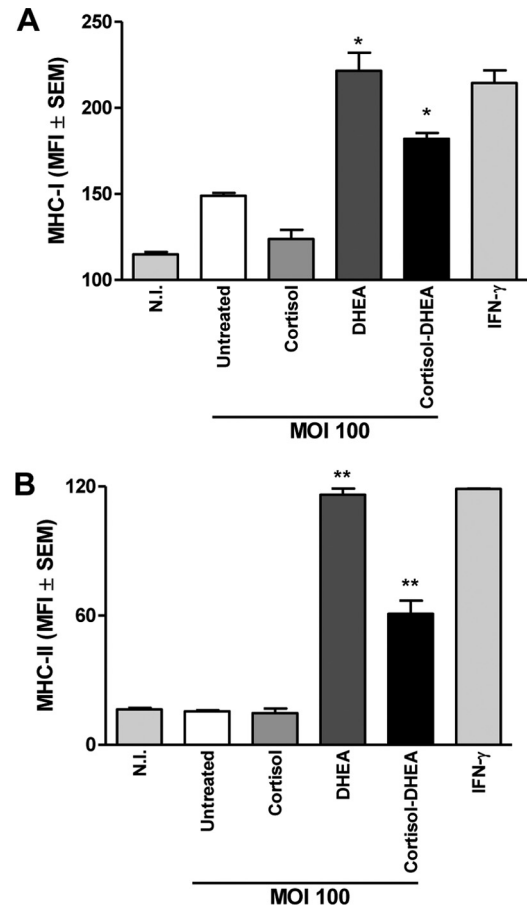 A
MHC-I (MFI ± SEM)
250
200
150
100
*
*
N.I.
Untreated
Cortisol
DHEA
Cortisol-DHEA
IFN-γ
MOI 100
B
MHC-II (MFI ± SEM)
120
60
0
**
**
N.I.
Untreated
Cortisol
DHEA
Cortisol-DHEA
IFN-γ
MOI 100